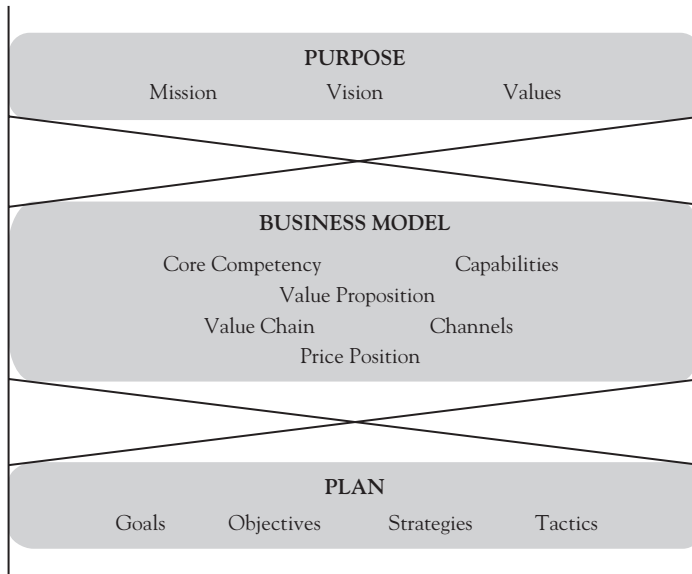 PURPOSE
Mission Vision Values
BUSINESS MODEL
Core Competency Capabilities
Value Proposition
Value Chain Channels
Price Position
PLAN
Goals Objectives Strategies Tactics